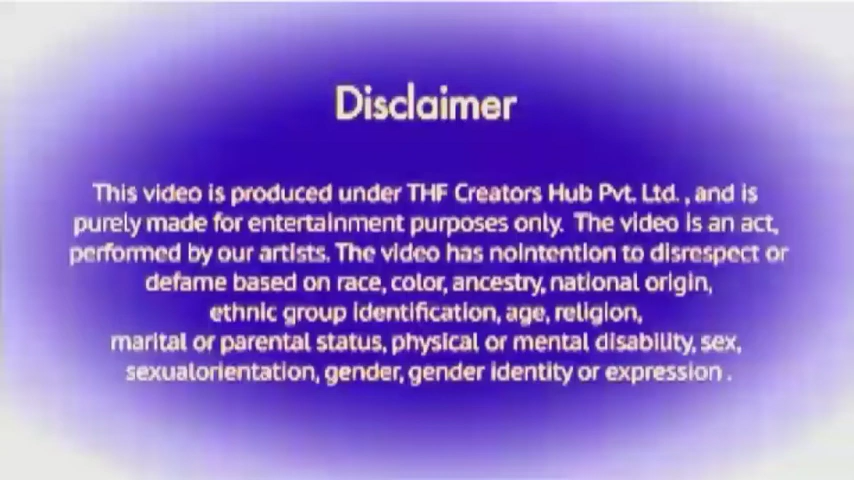 Disclaimer
This video is produced under THF Creators Hub Pvt. Ltd. , and is
purely made for entertainment purposes only. The video is an act,
performed by our artists. The video has nointention to disrespect or
defame based on race, color, ancestry, national origin,
ethnic group identification, age, religion,
marital or parental status, physical or mental disability, sex,
sexualorientation, gender, gender identity or expression .